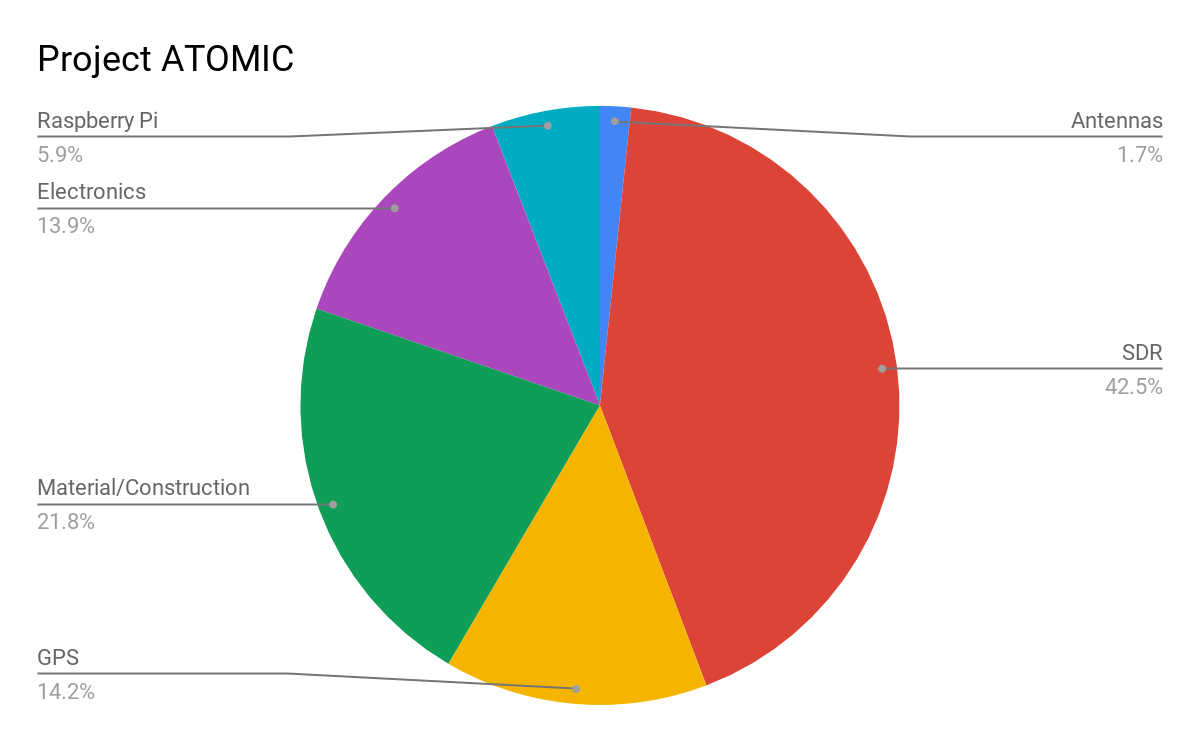 Project ATOMIC
Raspberry Pi
5.9%
Electronics
13.9%
Material/Construction
21.8%
GPS
14.2%
Antennas
1.7%
SDR
42.5%